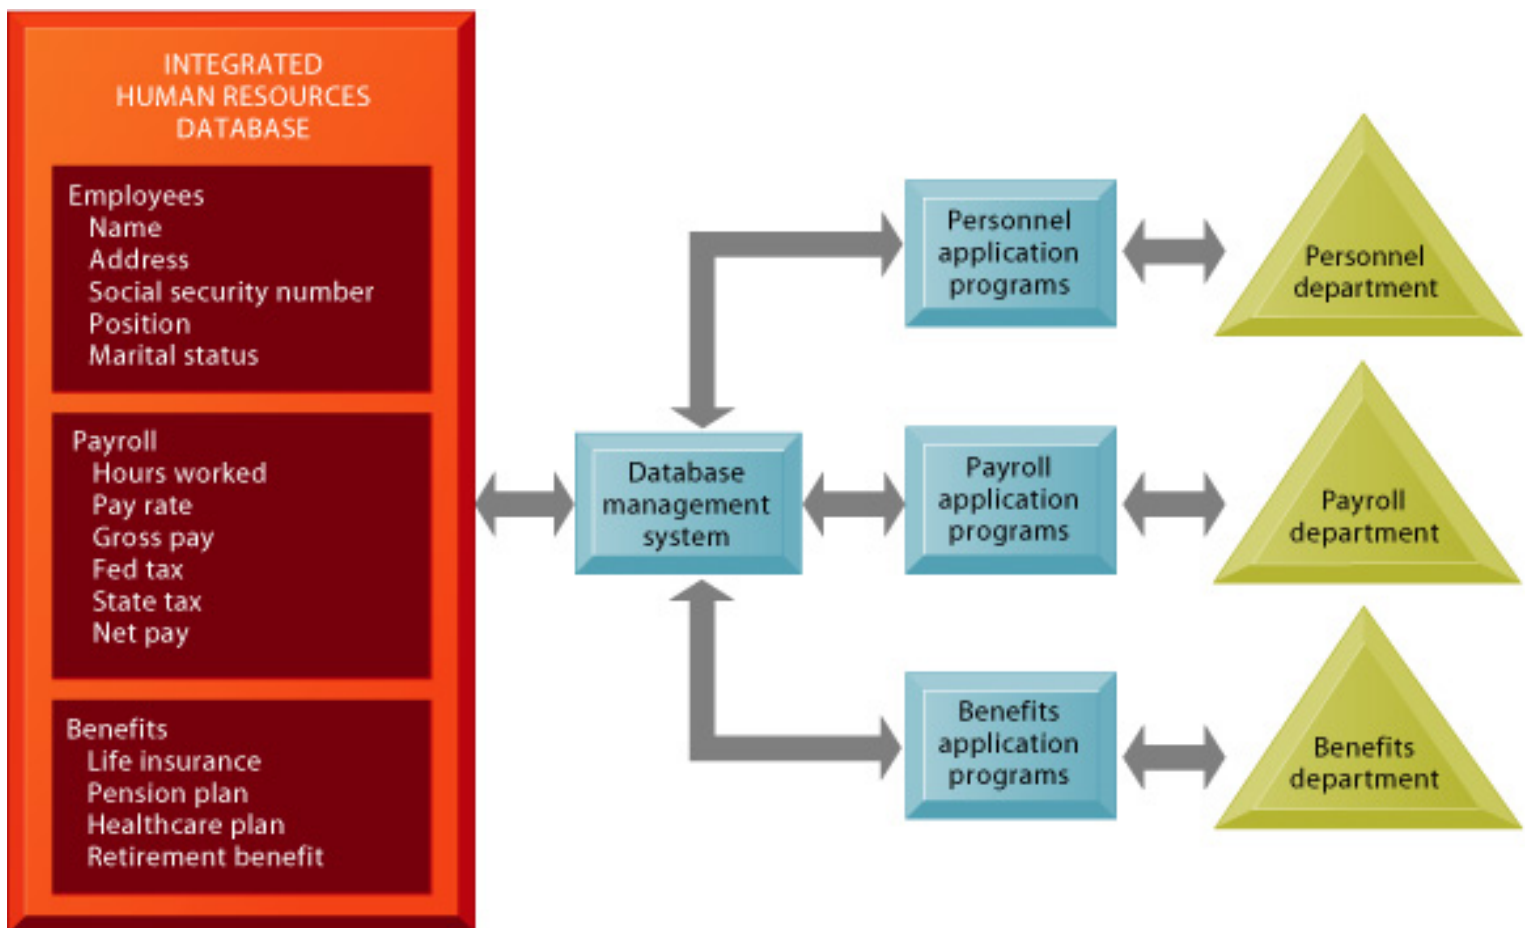 INTEGRATED
HUMAN RESOURCES
DATABASE
Employees
Name
Address
Social security number
Position
Marital status
Payroll
Hours worked
Pay rate
Gross pay
Fed tax
State tax
Net pay
Benefits
Life insurance
Pension plan
Healthcare plan
Retirement benefit
Database
management
system
Personnel
application
programs
Personnel
department
Payroll
application
programs
Payroll
department
Benefits
application
programs
Benefits
department